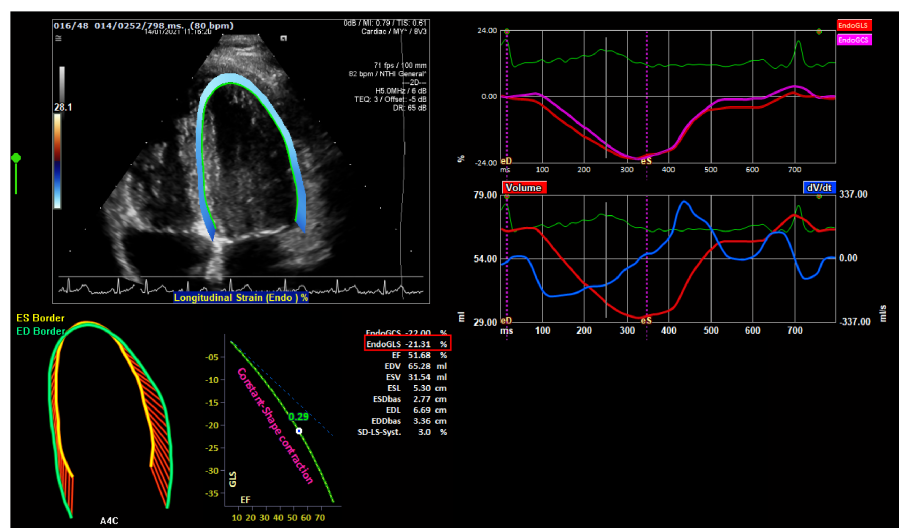 016/48 014/0252/798 ms. (80 bpm)
14/01/2021 11:16:20
0dB / MI: 0.79 / TIS: 0.61
Cardiac / MY* / 8V3
71 fps / 100 mm
82 bpm / NTHI General*
---2D---
H5.0MHz / 6 dB
TEQ: 3 / Offset: -5 dB
DR: 65 dB
28.1
Longitudinal Strain (Endo ) %
24.00
0.00
-24.00
%
EndoGLS
EndoGCS
eD
eS
ms 100 200 300 400 500 600 700
Volume
dV/dt
79.00
54.00
29.00
ml
337.00
0.00
-337.00
ml/s
eD
eS
ms 100 200 300 400 500 600 700
ES Border
ED Border
A4C
-05
-10
-15
-20
-25
-30
-35
GLS
EF
10 20 30 40 50 60 70
Constant-Shape contraction
0.29
EndoGCS -22.00 %
EndoGLS -21.31 %
EF 51.68 %
EDV 65.28 ml
ESV 31.54 ml
ESL 5.30 cm
ESDbas 2.77 cm
EDL 6.69 cm
EDDbas 3.36 cm
SD-LS-Syst. 3.0 %